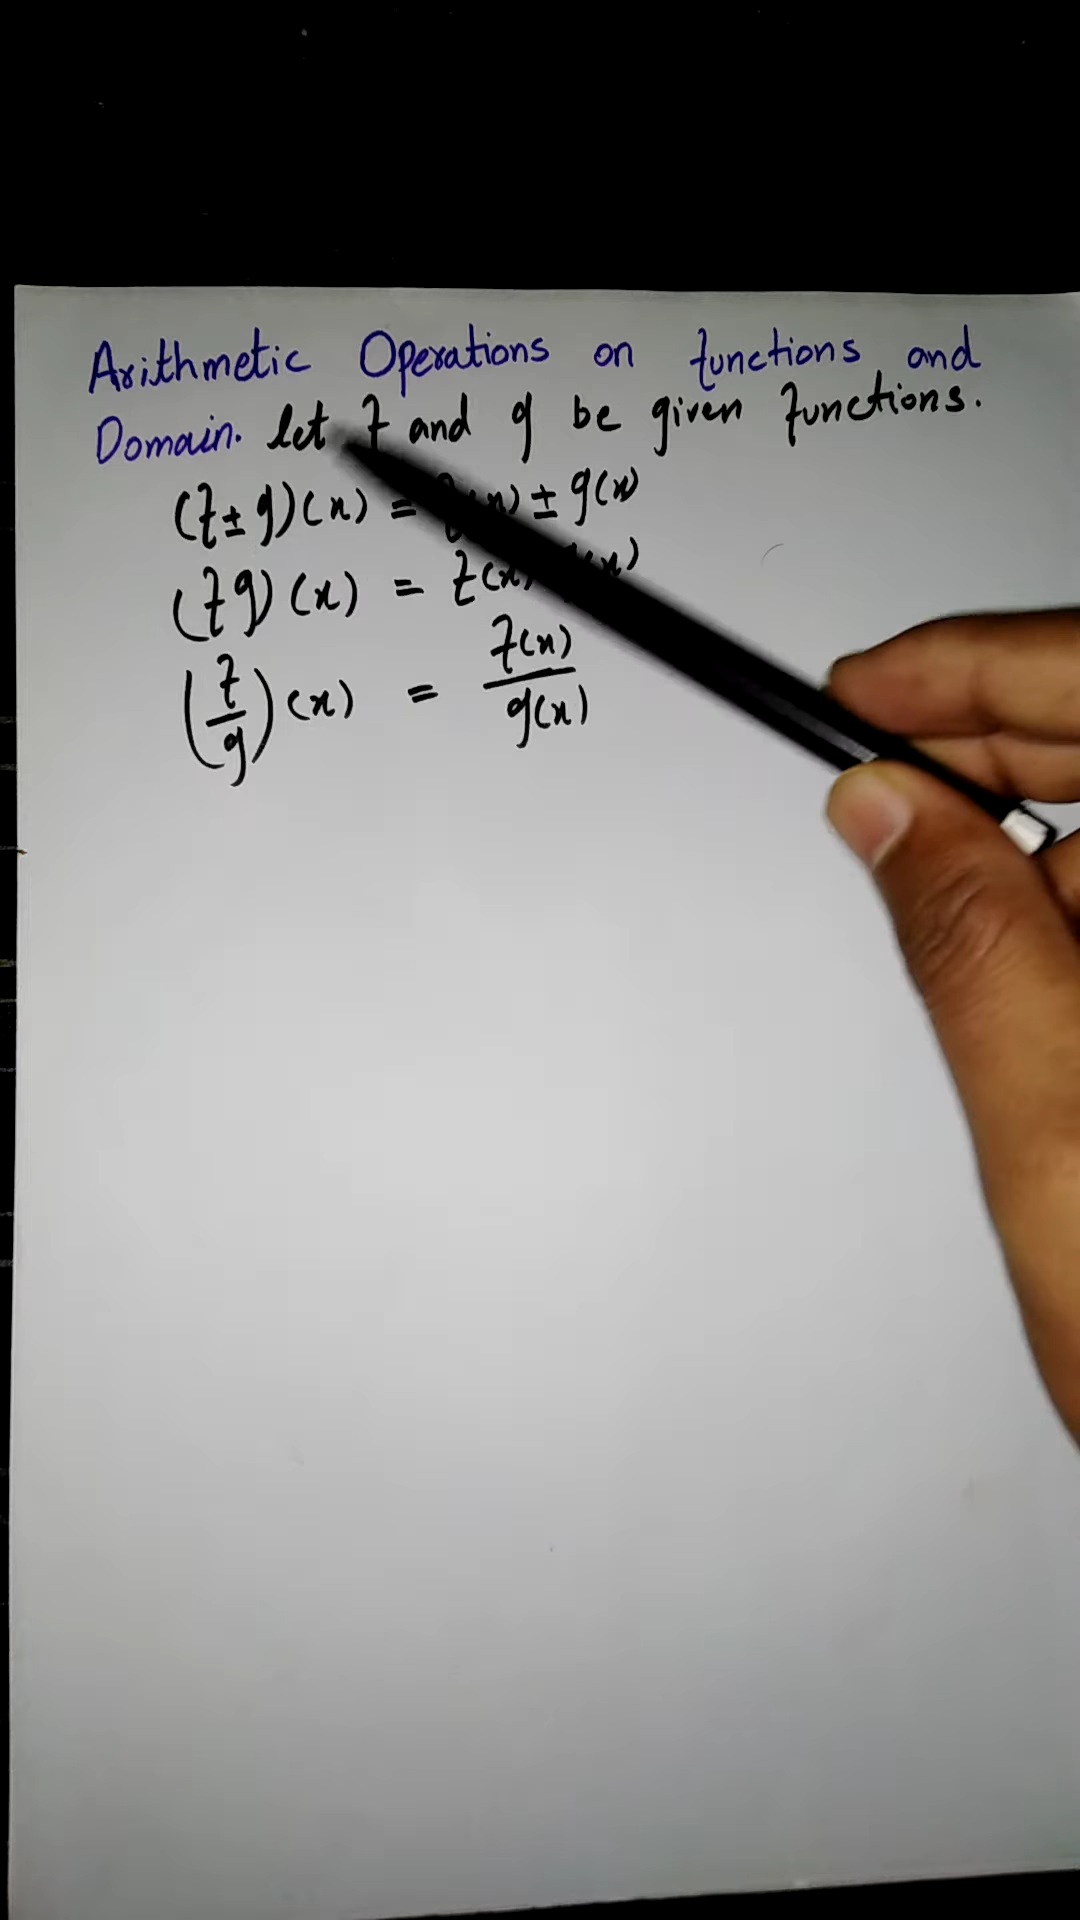 Arithmetic Operations on functions and
Domain. let f and g be given functions.
(f ± g)(x) = f(x) ± g(x)
(fg)(x) = f(x) g(x)
(f/g)(x) = f(x)/g(x)